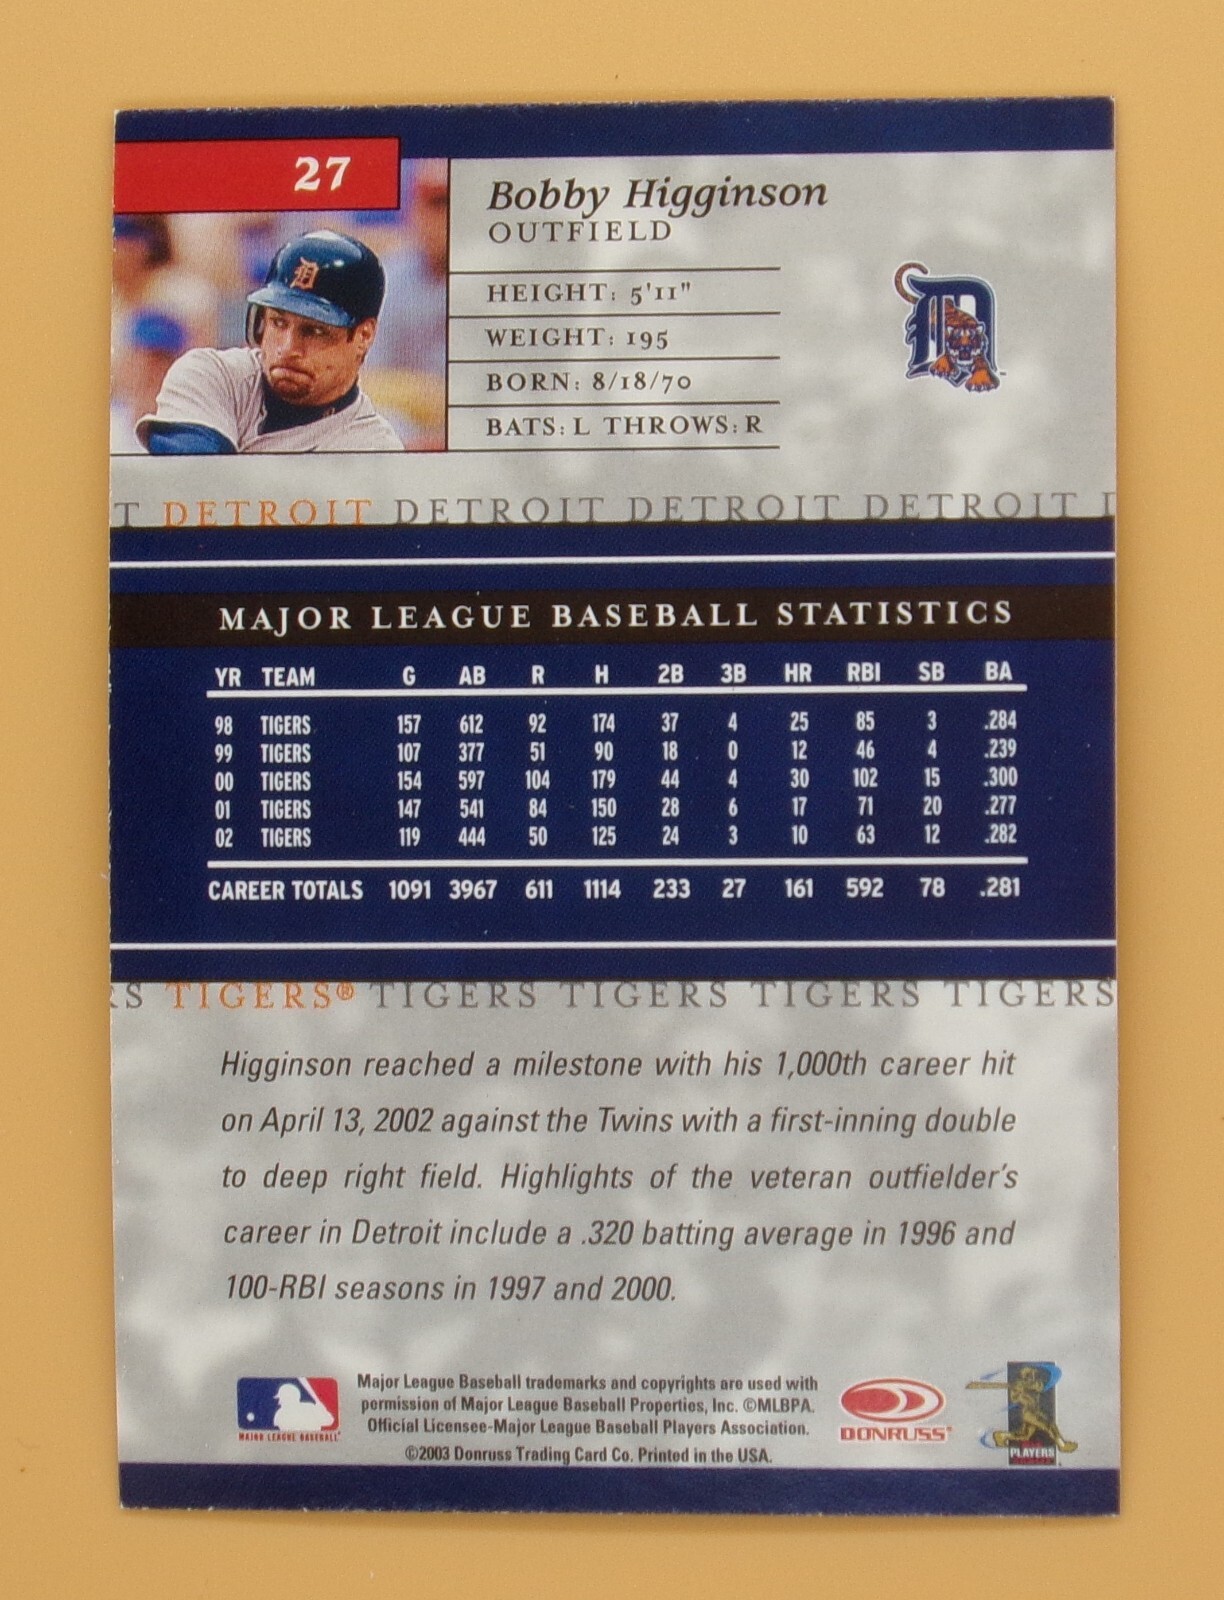 27
Bobby Higginson
OUTFIELD
HEIGHT: 5'11"
WEIGHT: 195
BORN: 8/18/70
BATS: L THROWS: R
T DETROIT DETROIT DETROIT DETROIT D
MAJOR LEAGUE BASEBALL STATISTICS
YR TEAM G AB R H 2B 3B HR RBI SB BA
98 TIGERS 157 612 92 174 37 4 25 85 3 .284
99 TIGERS 107 377 51 90 18 0 12 46 4 .239
00 TIGERS 154 597 104 179 44 4 30 102 15 .300
01 TIGERS 147 541 84 150 28 6 17 71 20 .277
02 TIGERS 119 444 50 125 24 3 10 63 12 .282
CAREER TOTALS 1091 3967 611 1114 233 27 161 592 78 .281
RS TIGERS® TIGERS TIGERS TIGERS TIGERS
Higginson reached a milestone with his 1,000th career hit
on April 13, 2002 against the Twins with a first-inning double
to deep right field. Highlights of the veteran outfielder's
career in Detroit include a .320 batting average in 1996 and
100-RBI seasons in 1997 and 2000.
MAJOR LEAGUE BASEBALL
Major League Baseball trademarks and copyrights are used with
permission of Major League Baseball Properties, Inc. ©MLBPA.
Official Licensee-Major League Baseball Players Association.
©2003 Donruss Trading Card Co. Printed in the USA.
DONRUSS
PLAYERS